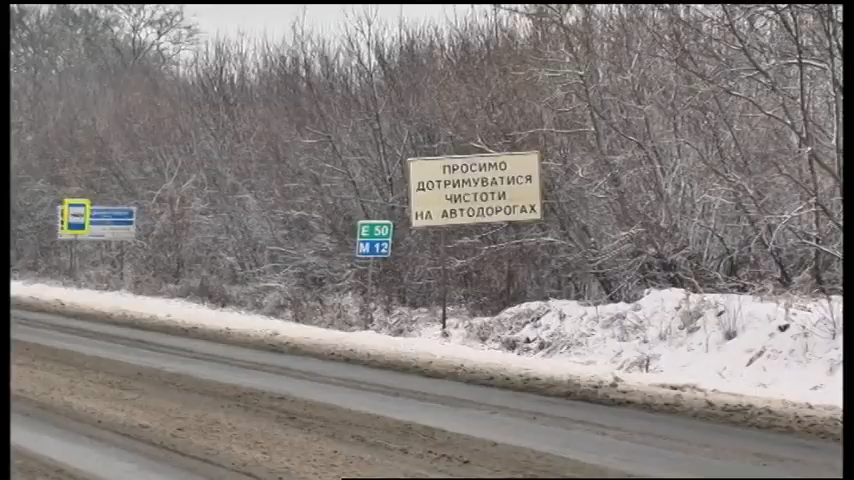 ПРОСИМО
ДОТРИМУВАТИСЯ
ЧИСТОТИ
НА АВТОДОРОГАХ
E 50
M 12